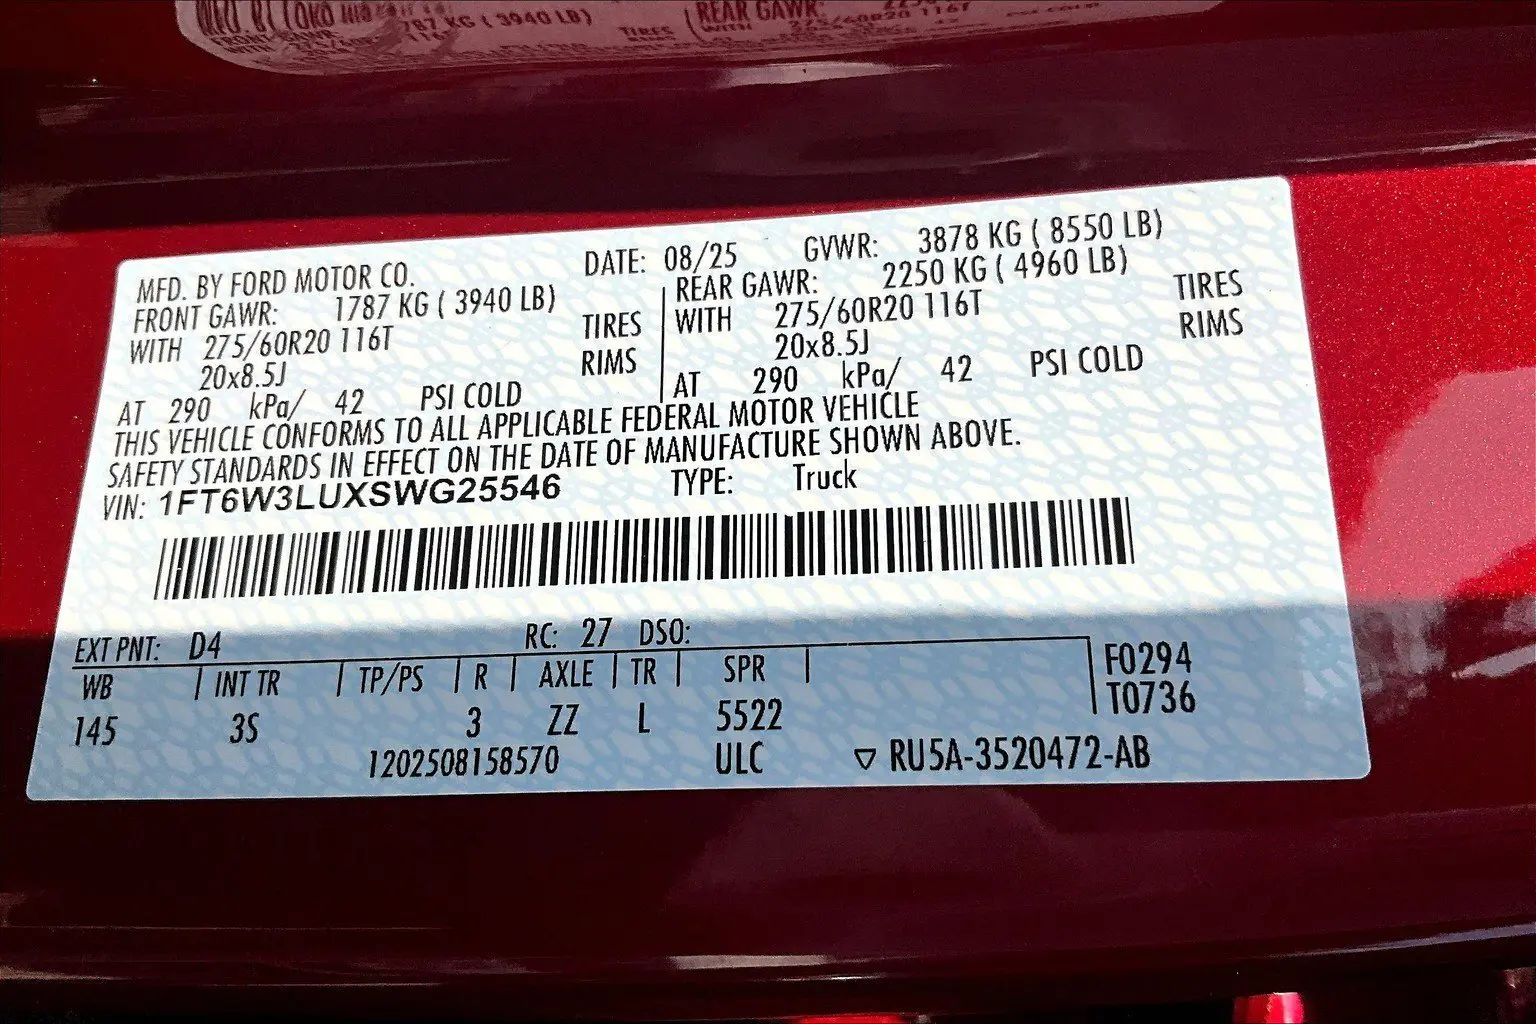 MFD. BY FORD MOTOR CO. DATE: 08/25 GVWR: 3878 KG ( 8550 LB)
FRONT GAWR: 1787 KG ( 3940 LB) REAR GAWR: 2250 KG ( 4960 LB)
WITH 275/60R20 116T TIRES WITH 275/60R20 116T TIRES
20x8.5J RIMS 20x8.5J RIMS
AT 290 kPa/ 42 PSI COLD AT 290 kPa/ 42 PSI COLD
THIS VEHICLE CONFORMS TO ALL APPLICABLE FEDERAL MOTOR VEHICLE
SAFETY STANDARDS IN EFFECT ON THE DATE OF MANUFACTURE SHOWN ABOVE.
VIN: 1FT6W3LUXSWG25546 TYPE: Truck
EXT PNT: D4 RC: 27 DSO:
WB INT TR TP/PS R AXLE TR SPR F0294
145 3S 3 ZZ L 5522 T0736
1202508158570 ULC ▽ RU5A-3520472-AB